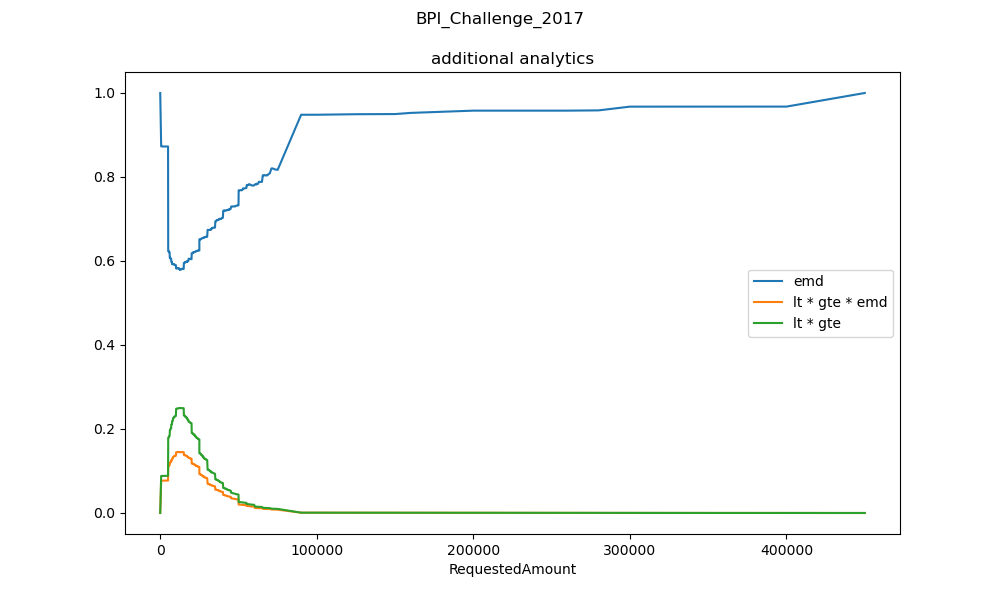 BPI_Challenge_2017
additional analytics
1.0
0.8
0.6
0.4
0.2
0.0
emd
lt * gte * emd
lt * gte
0
100000
200000
300000
400000
RequestedAmount